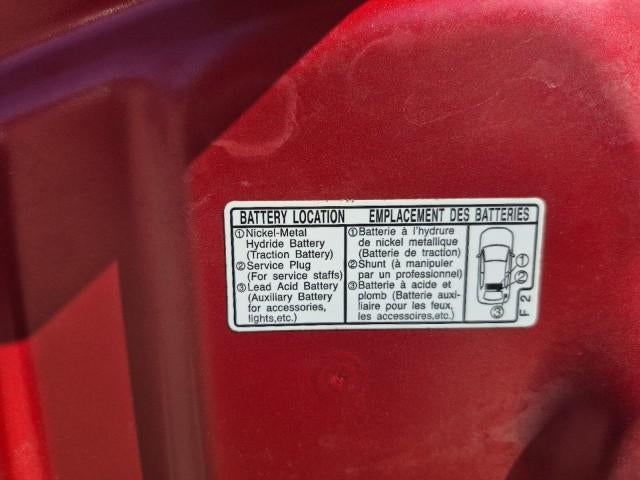 BATTERY LOCATION EMPLACEMENT DES BATTERIES
①Nickel-Metal
Hydride Battery
(Traction Battery)
②Service Plug
(For service staffs)
③Lead Acid Battery
(Auxiliary Battery
for accessories,
lights,etc.)
①Batterie à l'hydrure
de nickel metallique
(Batterie de traction)
②Shunt (à manipuler
par un professionnel)
③Batterie à acide et
plomb (Batterie auxi-
liaire pour les feux,
les accessoires,etc.)
①
②
③
F 2